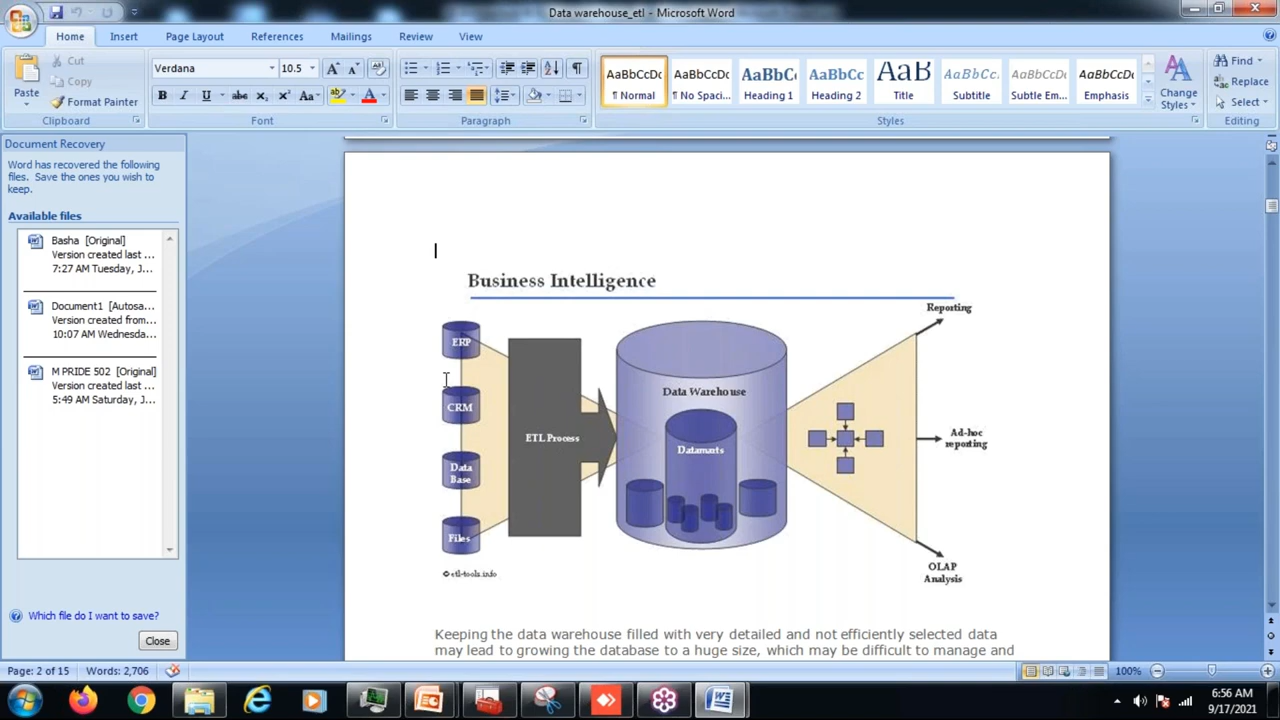 Data warehouse_etl - Microsoft Word
Home Insert Page Layout References Mailings Review View
Paste
Cut
Copy
Format Painter
Clipboard
Verdana 10.5
Font
Paragraph
AaBbCcDc AaBbCcDc AaBbC AaBbCc AaB AaBbCc. AaBbCcDc AaBbCcDc
¶ Normal ¶ No Spaci... Heading 1 Heading 2 Title Subtitle Subtle Em... Emphasis
Change
Styles
Styles
Find
Replace
Select
Editing
Document Recovery
Word has recovered the following
files. Save the ones you wish to
keep.
Available files
Basha [Original]
Version created last ...
7:27 AM Tuesday, J...
Document1 [Autosa...
Version created from...
10:07 AM Wednesda...
M PRIDE 502 [Original]
Version created last ...
5:49 AM Saturday, J...
Which file do I want to save?
Close
Business Intelligence
ERP
CRM
Data
Base
Files
ETL Process
Data Warehouse
Datamarts
Reporting
Ad-hoc
reporting
OLAP
Analysis
© etl-tools.info
Keeping the data warehouse filled with very detailed and not efficiently selected data
may lead to growing the database to a huge size, which may be difficult to manage and
Page: 2 of 15 Words: 2,706
100%
6:56 AM
9/17/2021